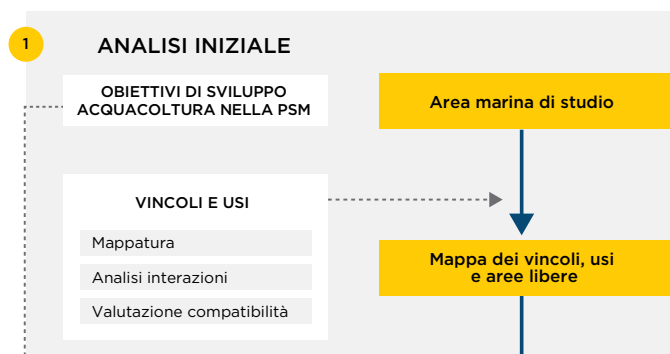 1
ANALISI INIZIALE
OBIETTIVI DI SVILUPPO
ACQUACOLTURA NELLA PSM
Area marina di studio
VINCOLI E USI
Mappatura
Analisi interazioni
Valutazione compatibilità
Mappa dei vincoli, usi
e aree libere